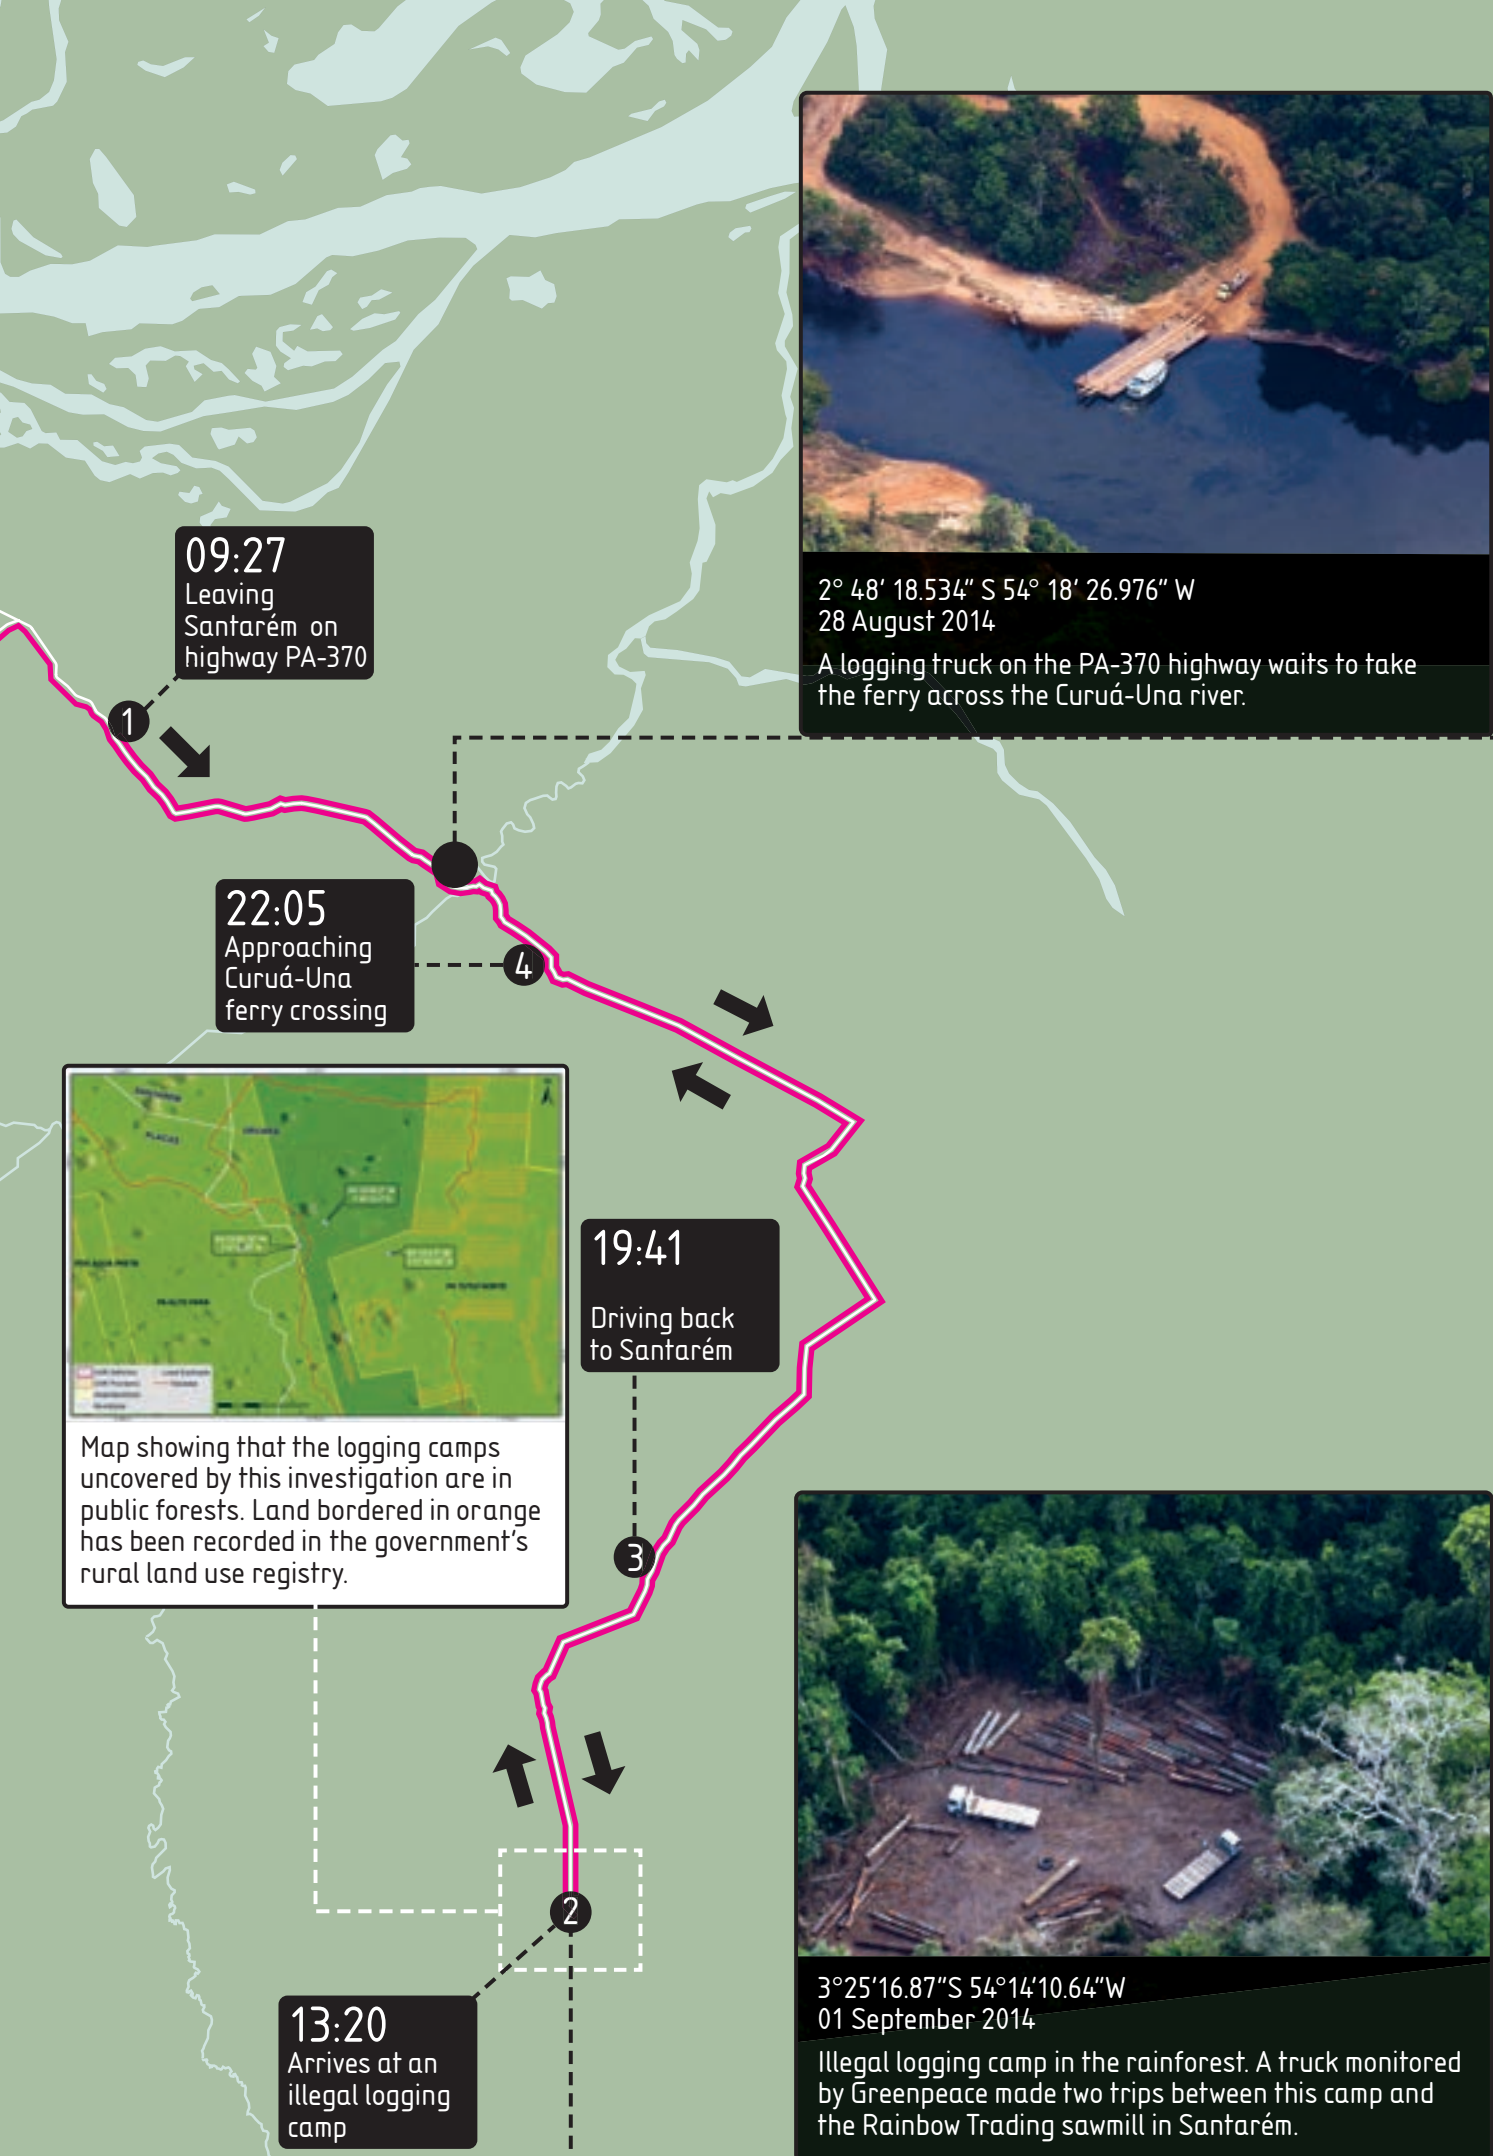 2° 48' 18.534" S 54° 18' 26.976" W
28 August 2014
A logging truck on the PA-370 highway waits to take
the ferry across the Curuá-Una river.
09:27
Leaving
Santarém on
highway PA-370
1
22:05
Approaching
Curuá-Una
ferry crossing
4
PLACAS
Map showing that the logging camps
uncovered by this investigation are in
public forests. Land bordered in orange
has been recorded in the government's
rural land use registry.
19:41
Driving back
to Santarém
3
2
13:20
Arrives at an
illegal logging
camp
3°25'16.87"S 54°14'10.64"W
01 September 2014
Illegal logging camp in the rainforest. A truck monitored
by Greenpeace made two trips between this camp and
the Rainbow Trading sawmill in Santarém.